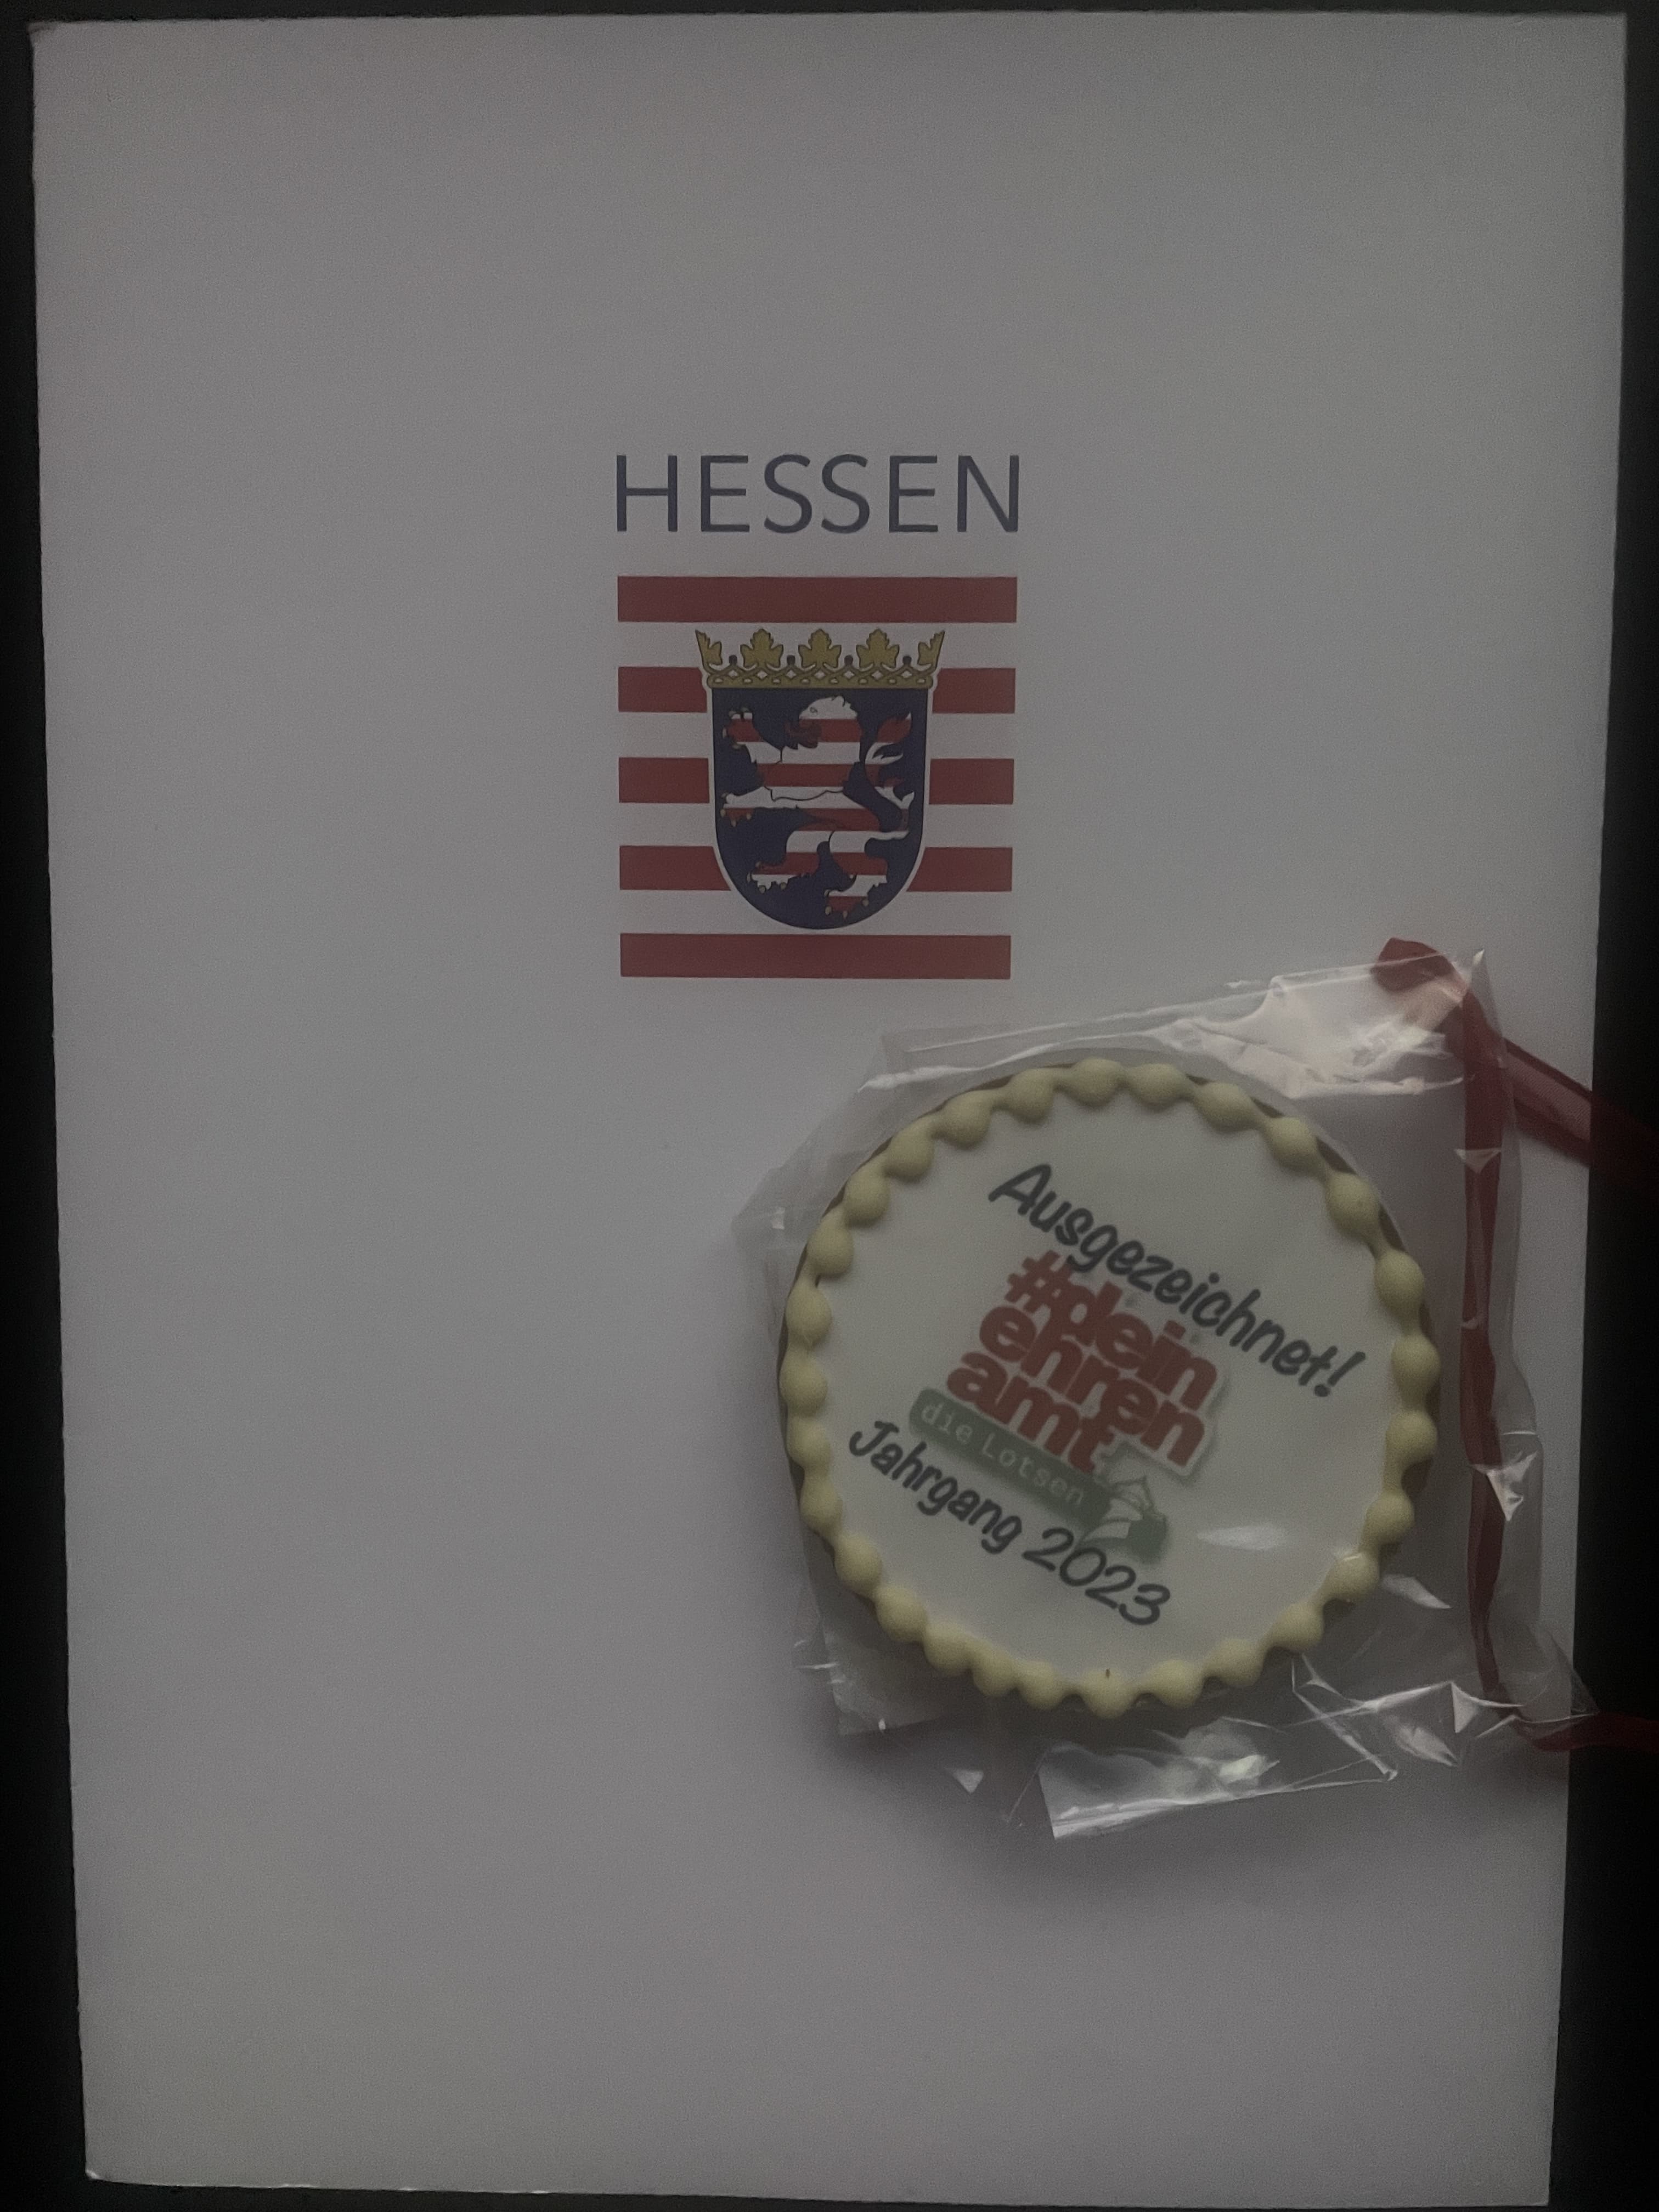 HESSEN
Ausgezeichnet!
#dein
ehren
amt
die Lotsen
Jahrgang 2023